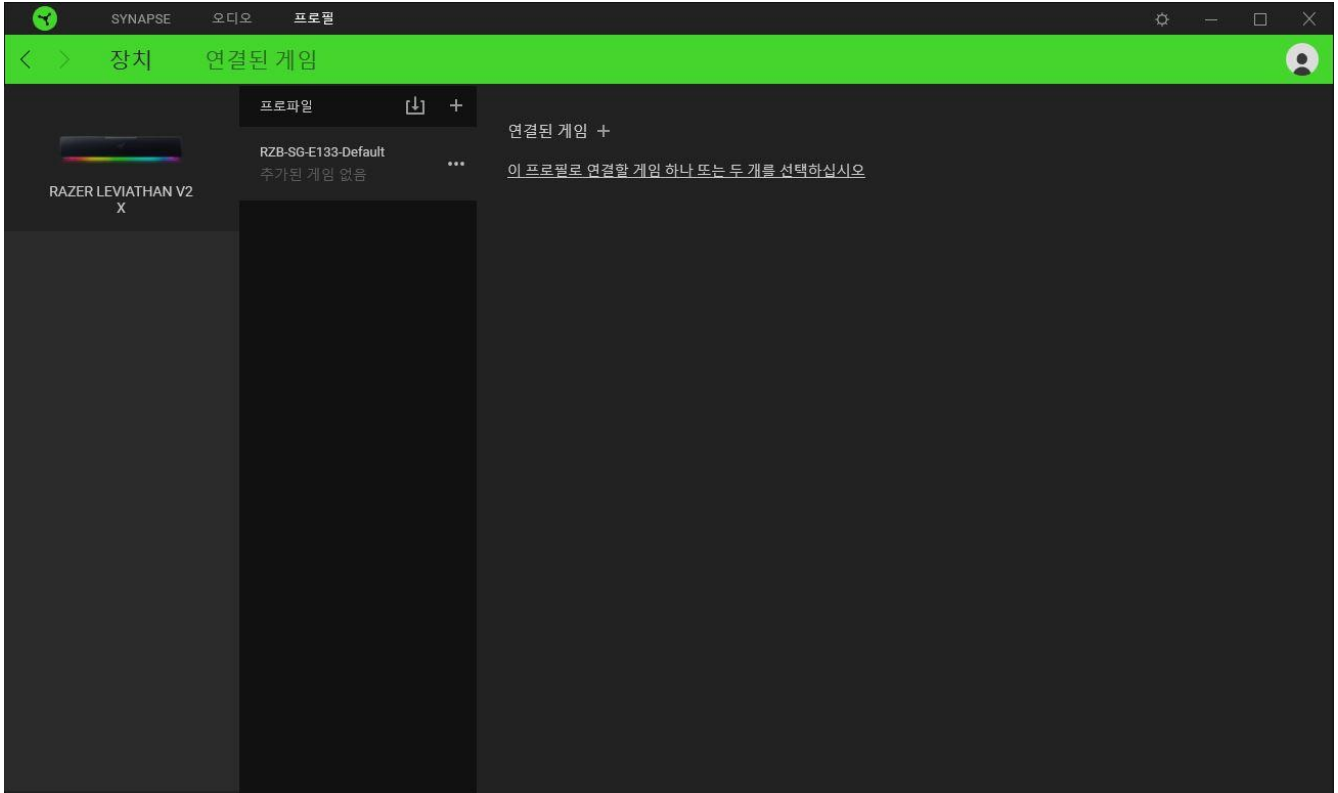 SYNAPSE 오디오 프로필
장치 연결된 게임
RAZER LEVIATHAN V2
X
프로파일
RZB-SG-E133-Default
추가된 게임 없음
연결된 게임 +
이 프로필로 연결할 게임 하나 또는 두 개를 선택하십시오